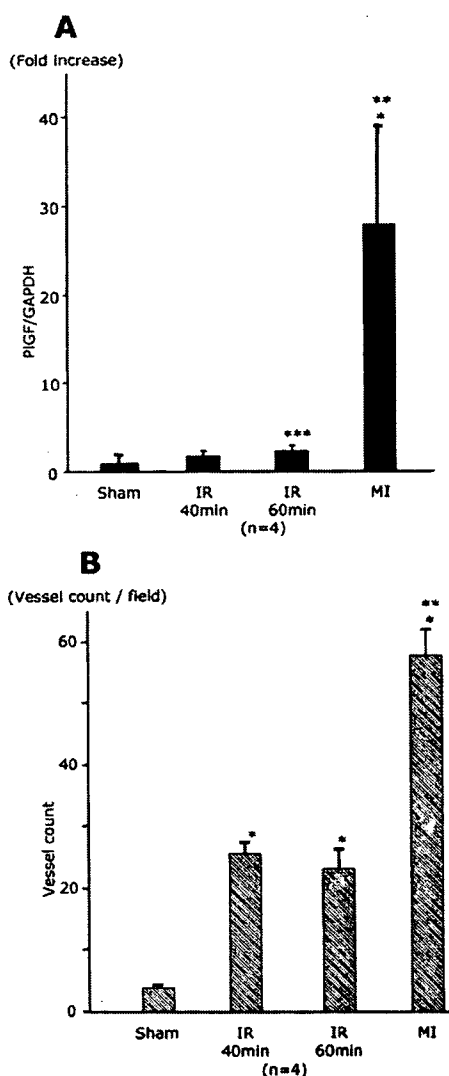 A
(Fold increase)
40
30
20
10
0
PlGF/GAPDH
**
*
***
Sham IR IR MI
40min 60min
(n=4)
B
(Vessel count / field)
60
40
20
0
Vessel count
**
*
* *
Sham IR IR MI
40min 60min
(n=4)